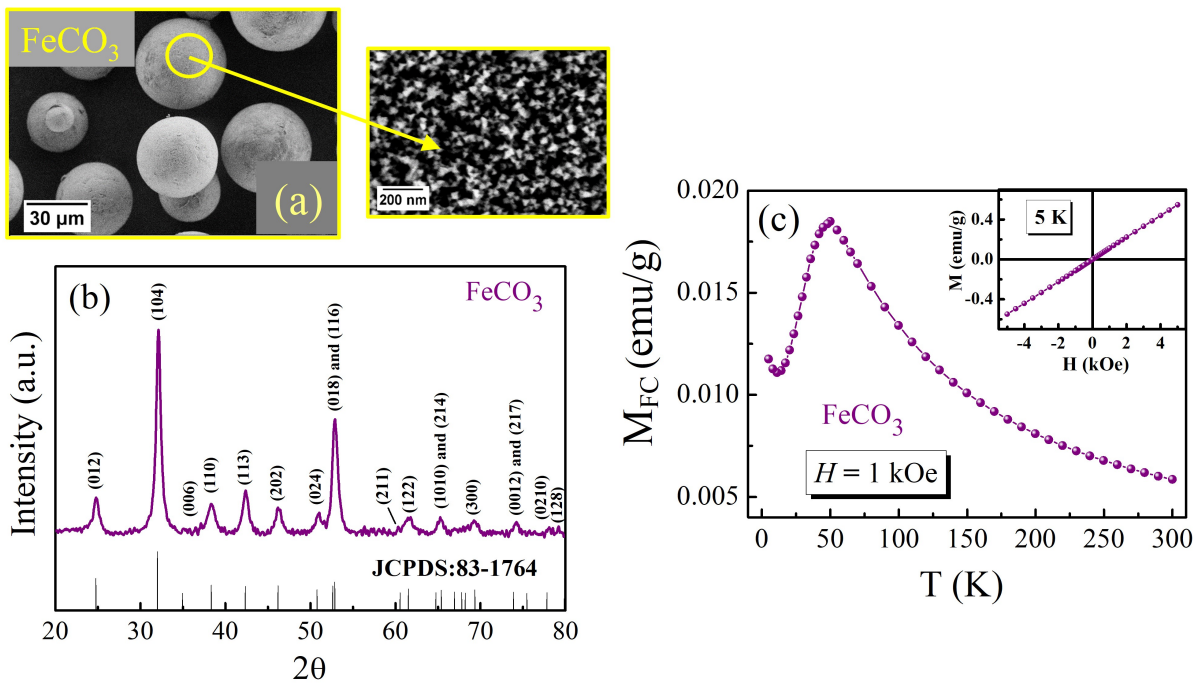 FeCO3
(a)
30 μm
200 nm
(b)
FeCO3
Intensity (a.u.)
(012)
(104)
(006)
(110)
(113)
(202)
(024)
(018) and (116)
(211)
(122)
(1010) and (214)
(300)
(0012) and (217)
(0210)
(128)
JCPDS:83-1764
20 30 40 50 60 70 80
2θ
(c)
MFC (emu/g)
0.020
0.015
0.010
0.005
FeCO3
H = 1 kOe
0 50 100 150 200 250 300
T (K)
5 K
M (emu/g)
0.4
0.0
-0.4
-4 -2 0 2 4
H (kOe)